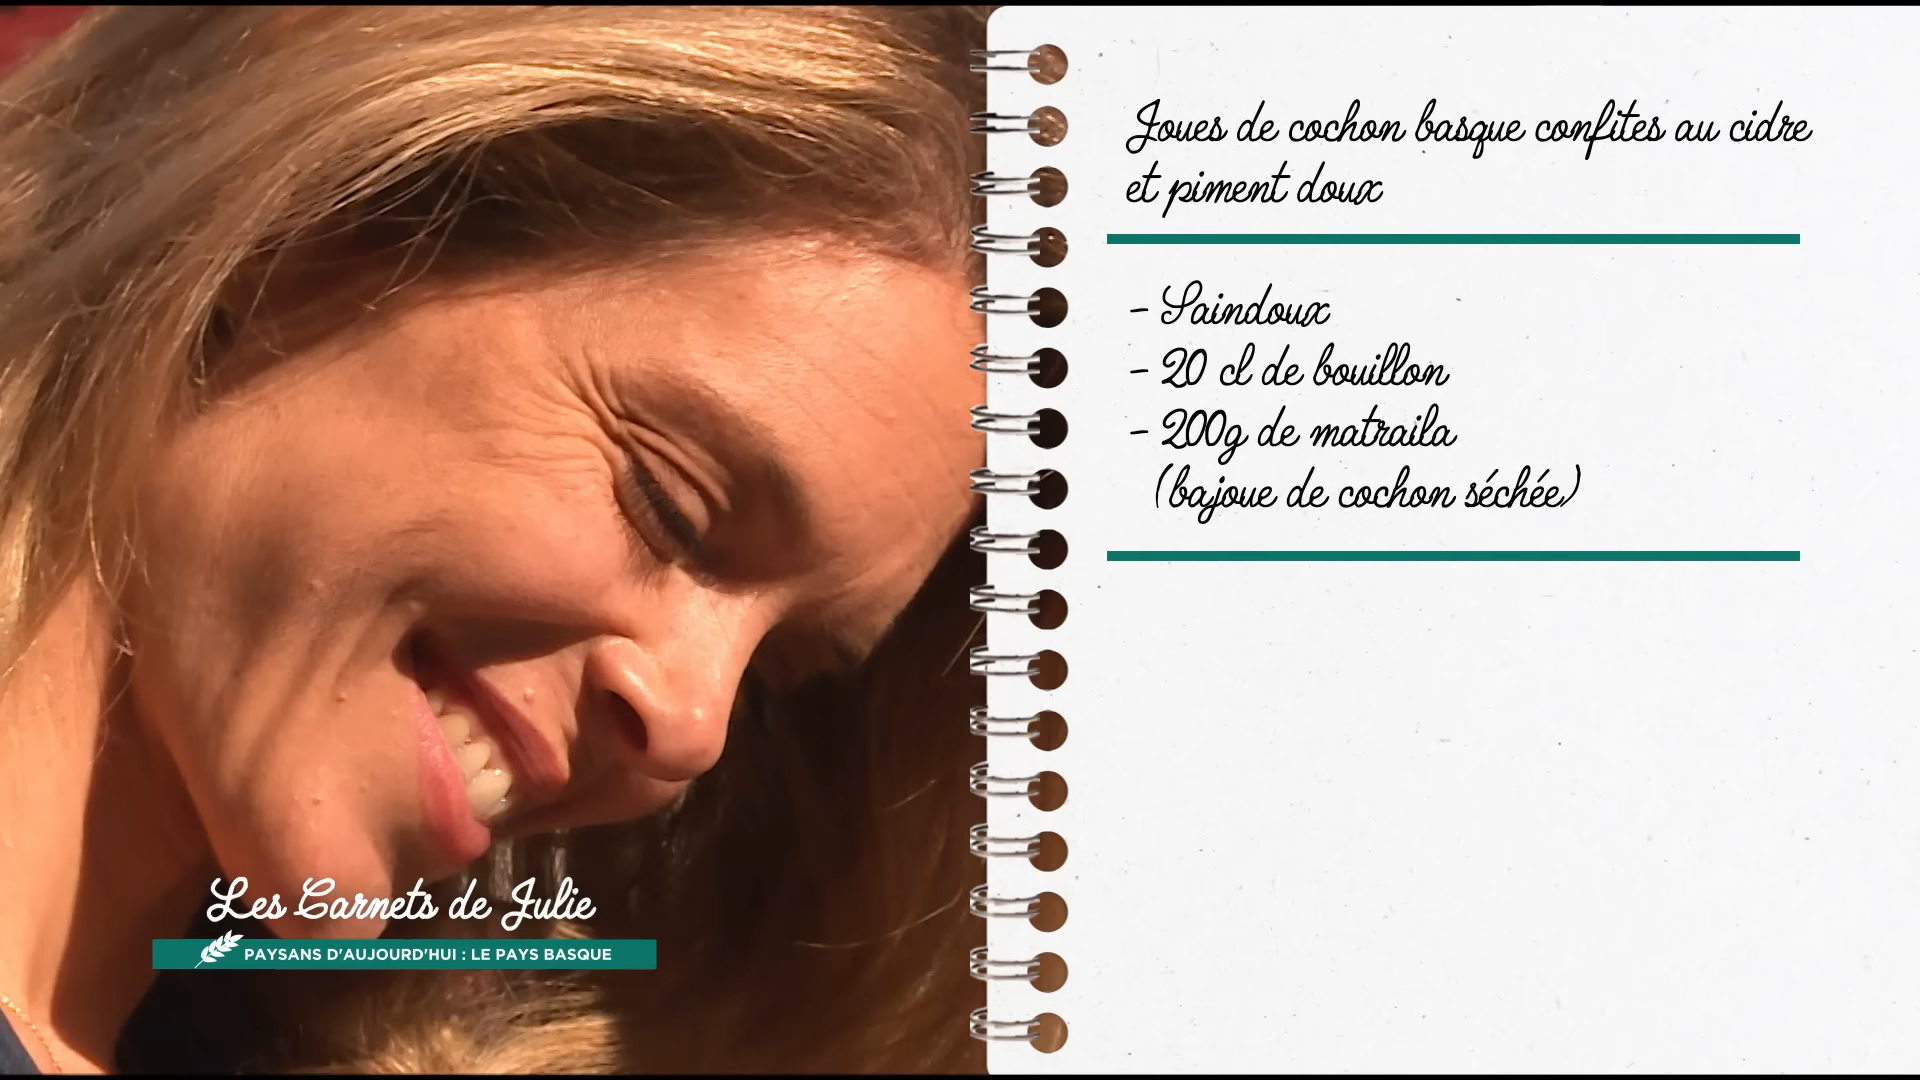 Joues de cochon basque confites au cidre
et piment doux
- Saindoux
- 20 cl de bouillon
- 200g de matraila
(bajoue de cochon séchée)
Les Carnets de Julie
PAYSANS D'AUJOURD'HUI : LE PAYS BASQUE